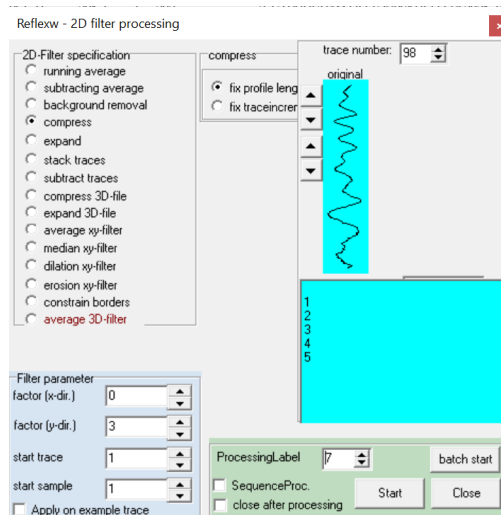 Reflexw - 2D filter processing
2D-Filter specification
running average
subtracting average
background removal
compress
expand
stack traces
subtract traces
compress 3D-file
expand 3D-file
average xy-filter
median xy-filter
dilation xy-filter
erosion xy-filter
constrain borders
average 3D-filter
compress
fix profile leng
fix traceincrer
trace number: 98
original
1
2
3
4
5
Filter parameter
factor (x-dir.) 0
factor (y-dir.) 3
start trace 1
start sample 1
Apply on example trace
ProcessingLabel 7
batch start
SequenceProc.
close after processing
Start
Close